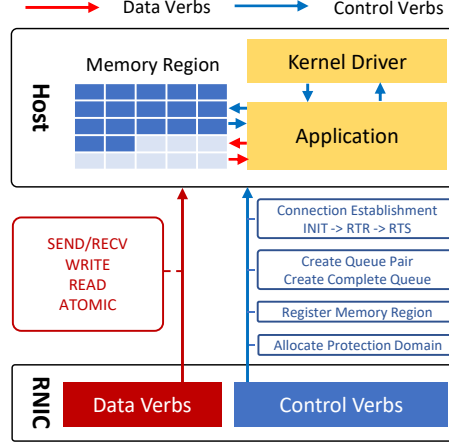 Data Verbs
Control Verbs
Host
Memory Region
Kernel Driver
Application
SEND/RECV
WRITE
READ
ATOMIC
Connection Establishment
INIT -> RTR -> RTS
Create Queue Pair
Create Complete Queue
Register Memory Region
Allocate Protection Domain
RNIC
Data Verbs
Control Verbs